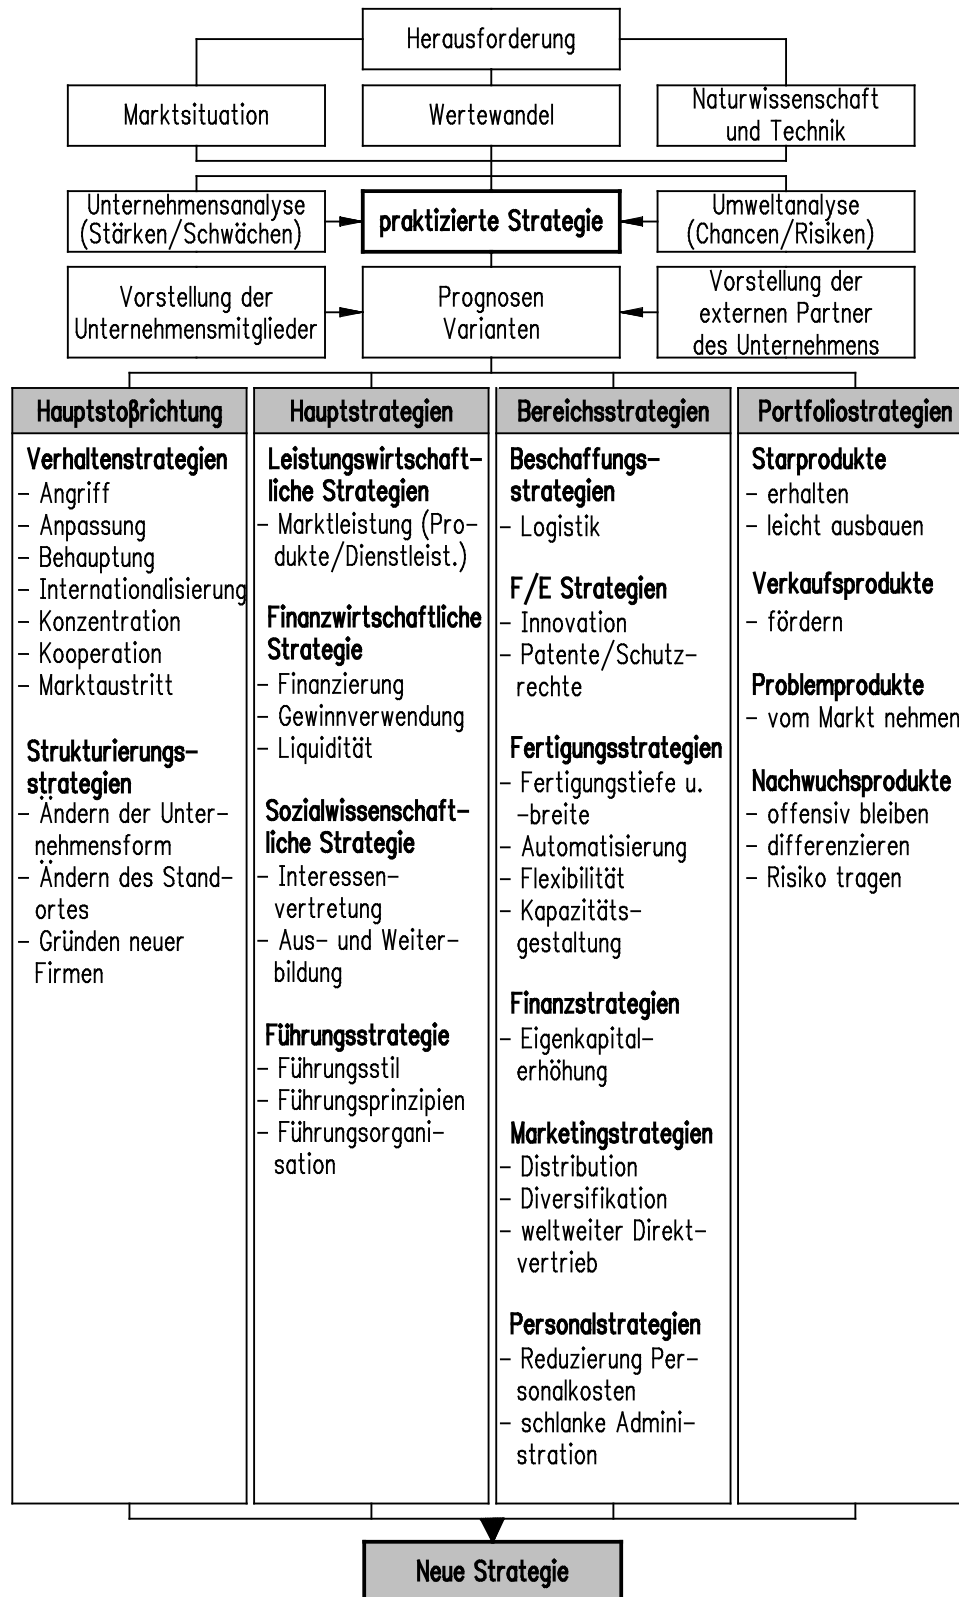 Herausforderung
Marktsituation
Wertewandel
Naturwissenschaft
und Technik
Unternehmensanalyse
(Stärken/Schwächen)
praktizierte Strategie
Umweltanalyse
(Chancen/Risiken)
Vorstellung der
Unternehmensmitglieder
Prognosen
Varianten
Vorstellung der
externen Partner
des Unternehmens
Hauptstoßrichtung
Verhaltenstrategien
- Angriff
- Anpassung
- Behauptung
- Internationalisierung
- Konzentration
- Kooperation
- Marktaustritt
Strukturierungs-
strategien
- Ändern der Unter-
nehmensform
- Ändern des Stand-
ortes
- Gründen neuer
Firmen
Hauptstrategien
Leistungswirtschaft-
liche Strategien
- Marktleistung (Pro-
dukte/Dienstleist.)
Finanzwirtschaftliche
Strategie
- Finanzierung
- Gewinnverwendung
- Liquidität
Sozialwissenschaft-
liche Strategie
- Interessen-
vertretung
- Aus- und Weiter-
bildung
Führungsstrategie
- Führungsstil
- Führungsprinzipien
- Führungsorgani-
sation
Bereichsstrategien
Beschaffungs-
strategien
- Logistik
F/E Strategien
- Innovation
- Patente/Schutz-
rechte
Fertigungsstrategien
- Fertigungstiefe u.
-breite
- Automatisierung
- Flexibilität
- Kapazitäts-
gestaltung
Finanzstrategien
- Eigenkapital-
erhöhung
Marketingstrategien
- Distribution
- Diversifikation
- weltweiter Direkt-
vertrieb
Personalstrategien
- Reduzierung Per-
sonalkosten
- schlanke Admini-
stration
Portfoliostrategien
Starprodukte
- erhalten
- leicht ausbauen
Verkaufsprodukte
- fördern
Problemprodukte
- vom Markt nehmen
Nachwuchsprodukte
- offensiv bleiben
- differenzieren
- Risiko tragen
Neue Strategie